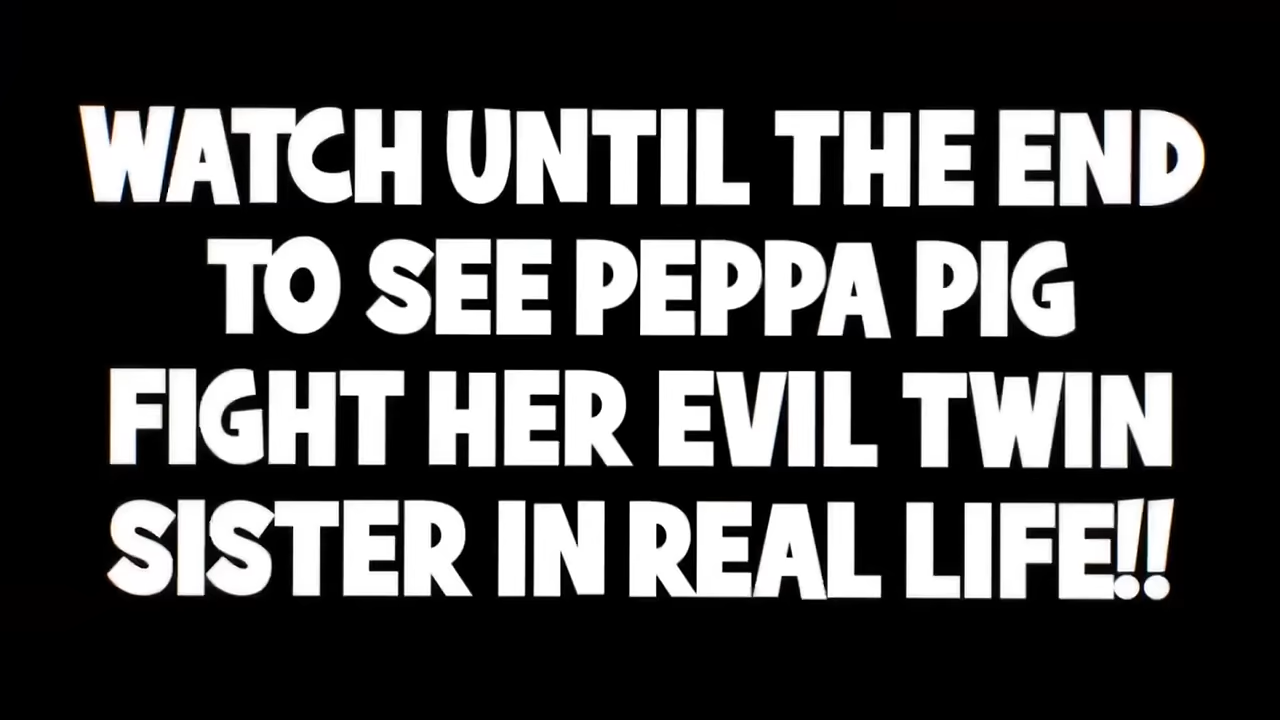 WATCH UNTIL THE END
TO SEE PEPPA PIG
FIGHT HER EVIL TWIN
SISTER IN REAL LIFE!!